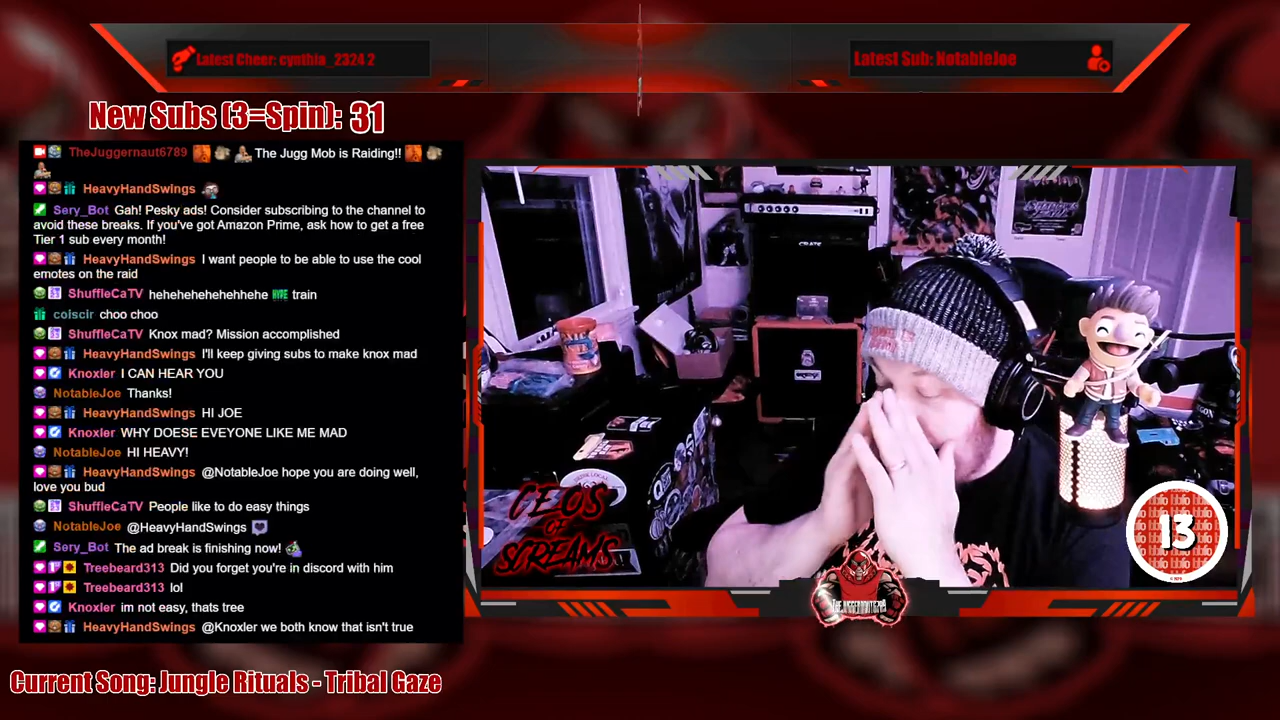 Latest Cheer: cynthia_2324 2
Latest Sub: NotableJoe
New Subs (3=Spin): 31
TheJuggernaut6789 The Jugg Mob is Raiding!!
HeavyHandSwings
Sery_Bot Gah! Pesky ads! Consider subscribing to the channel to
avoid these breaks. If you've got Amazon Prime, ask how to get a free
Tier 1 sub every month!
HeavyHandSwings I want people to be able to use the cool
emotes on the raid
ShuffleCaTV hehehehehehehhehe HYPE train
coiscir choo choo
ShuffleCaTV Knox mad? Mission accomplished
HeavyHandSwings I'll keep giving subs to make knox mad
Knoxler I CAN HEAR YOU
NotableJoe Thanks!
HeavyHandSwings HI JOE
Knoxler WHY DOESE EVEYONE LIKE ME MAD
NotableJoe HI HEAVY!
HeavyHandSwings @NotableJoe hope you are doing well,
love you bud
ShuffleCaTV People like to do easy things
NotableJoe @HeavyHandSwings
Sery_Bot The ad break is finishing now!
Treebeard313 Did you forget you're in discord with him
Treebeard313 lol
Knoxler im not easy, thats tree
HeavyHandSwings @Knoxler we both know that isn't true
CRATE
ORANGE
CEOS
OF
SCREAMS
13
TheJuggernaut6789
Current Song: Jungle Rituals - Tribal Gaze